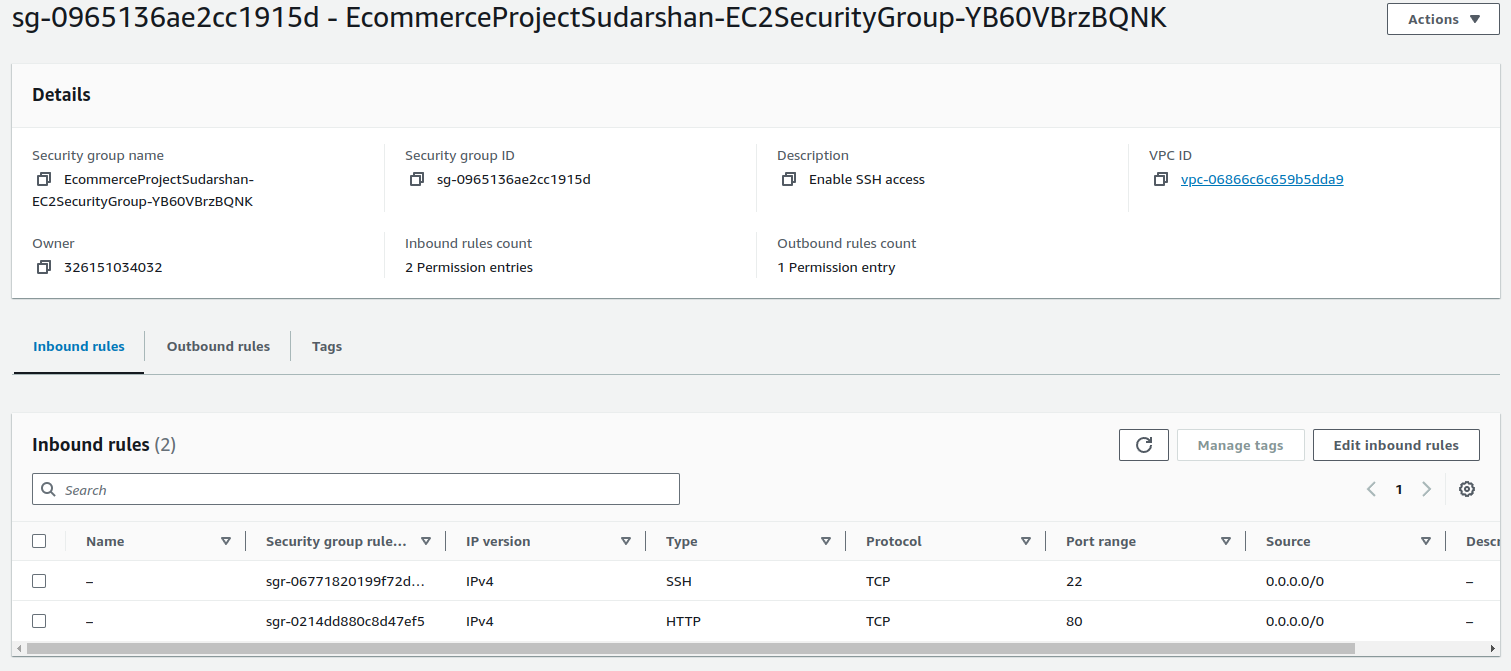 sg-0965136ae2cc1915d - EcommerceProjectSudarshan-EC2SecurityGroup-YB60VBrzBQNK
Actions
Details
Security group name
EcommerceProjectSudarshan-
EC2SecurityGroup-YB60VBrzBQNK
Security group ID
sg-0965136ae2cc1915d
Description
Enable SSH access
VPC ID
vpc-06866c6c659b5dda9
Owner
326151034032
Inbound rules count
2 Permission entries
Outbound rules count
1 Permission entry
Inbound rules Outbound rules Tags
Inbound rules (2)
Manage tags Edit inbound rules
Search
1
Name Security group rule... IP version Type Protocol Port range Source Descr
– sgr-06771820199f72d... IPv4 SSH TCP 22 0.0.0.0/0 –
– sgr-0214dd880c8d47ef5 IPv4 HTTP TCP 80 0.0.0.0/0 –